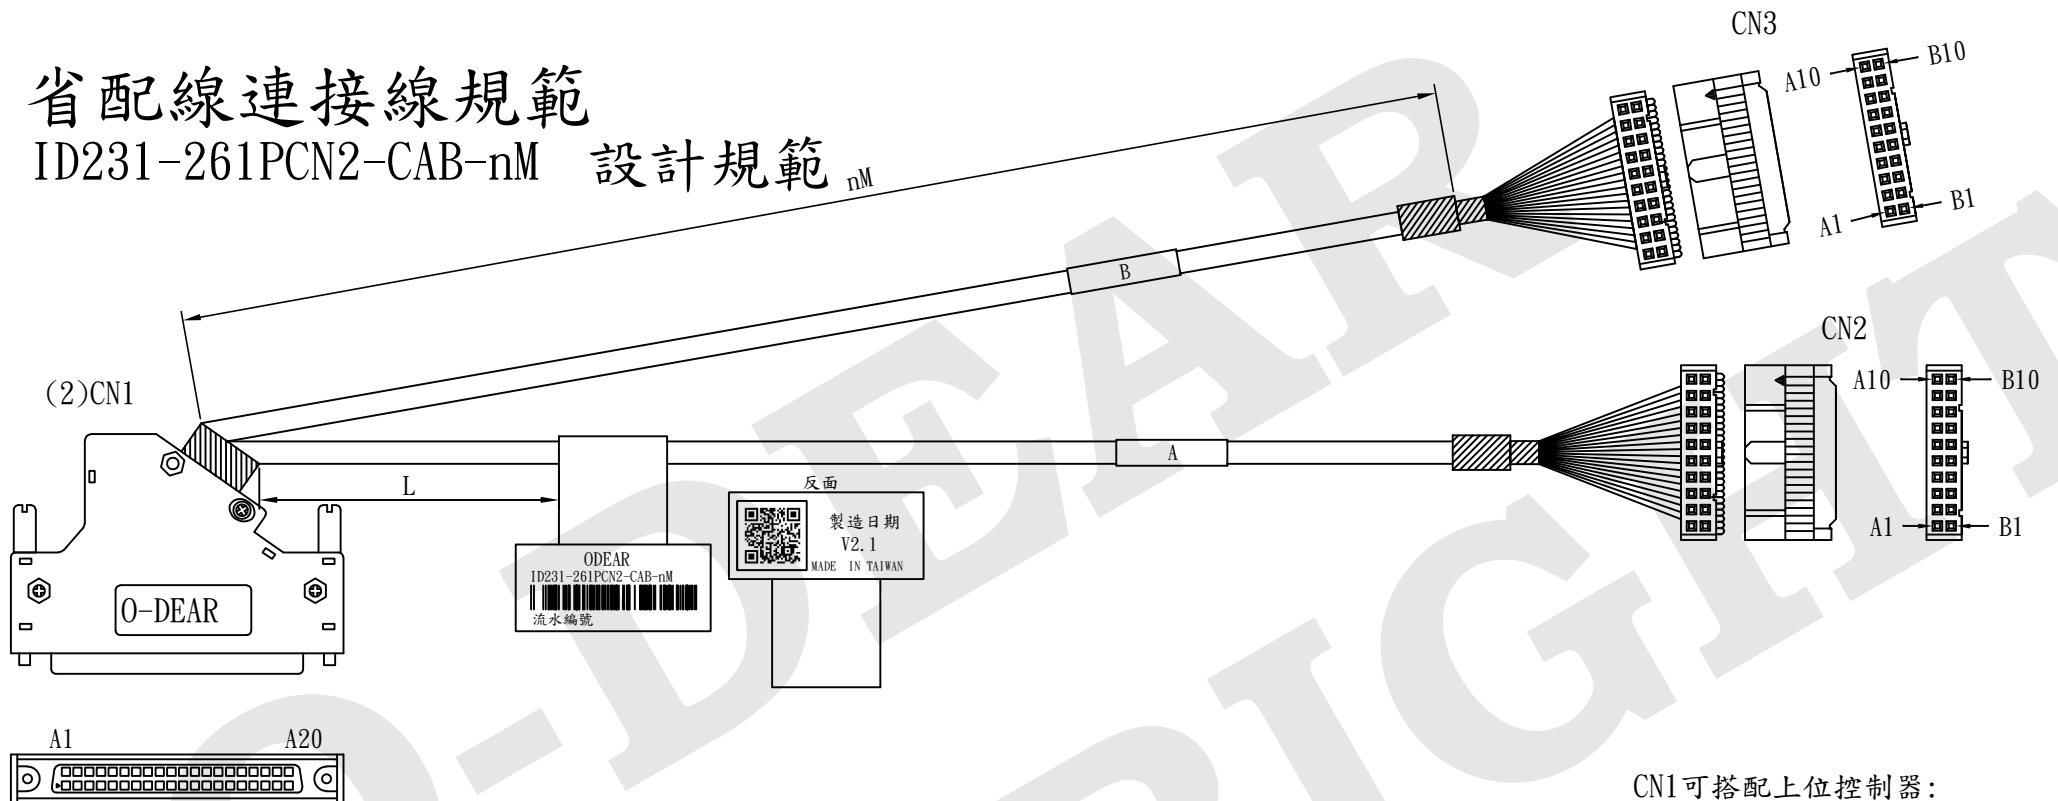 省配線連接線規範
ID231-261PCN2-CAB-nM 設計規範
nM
CN3
A10
B10
A1
B1
B
CN2
A10
B10
A1
B1
A
(2)CN1
L
O-DEAR
ODEAR
ID231-261PCN2-CAB-nM
流水編號
反面
製造日期
V2.1
MADE IN TAIWAN
A1
A20
CN1可搭配上位控制器:
O-DEAR
RIGHT